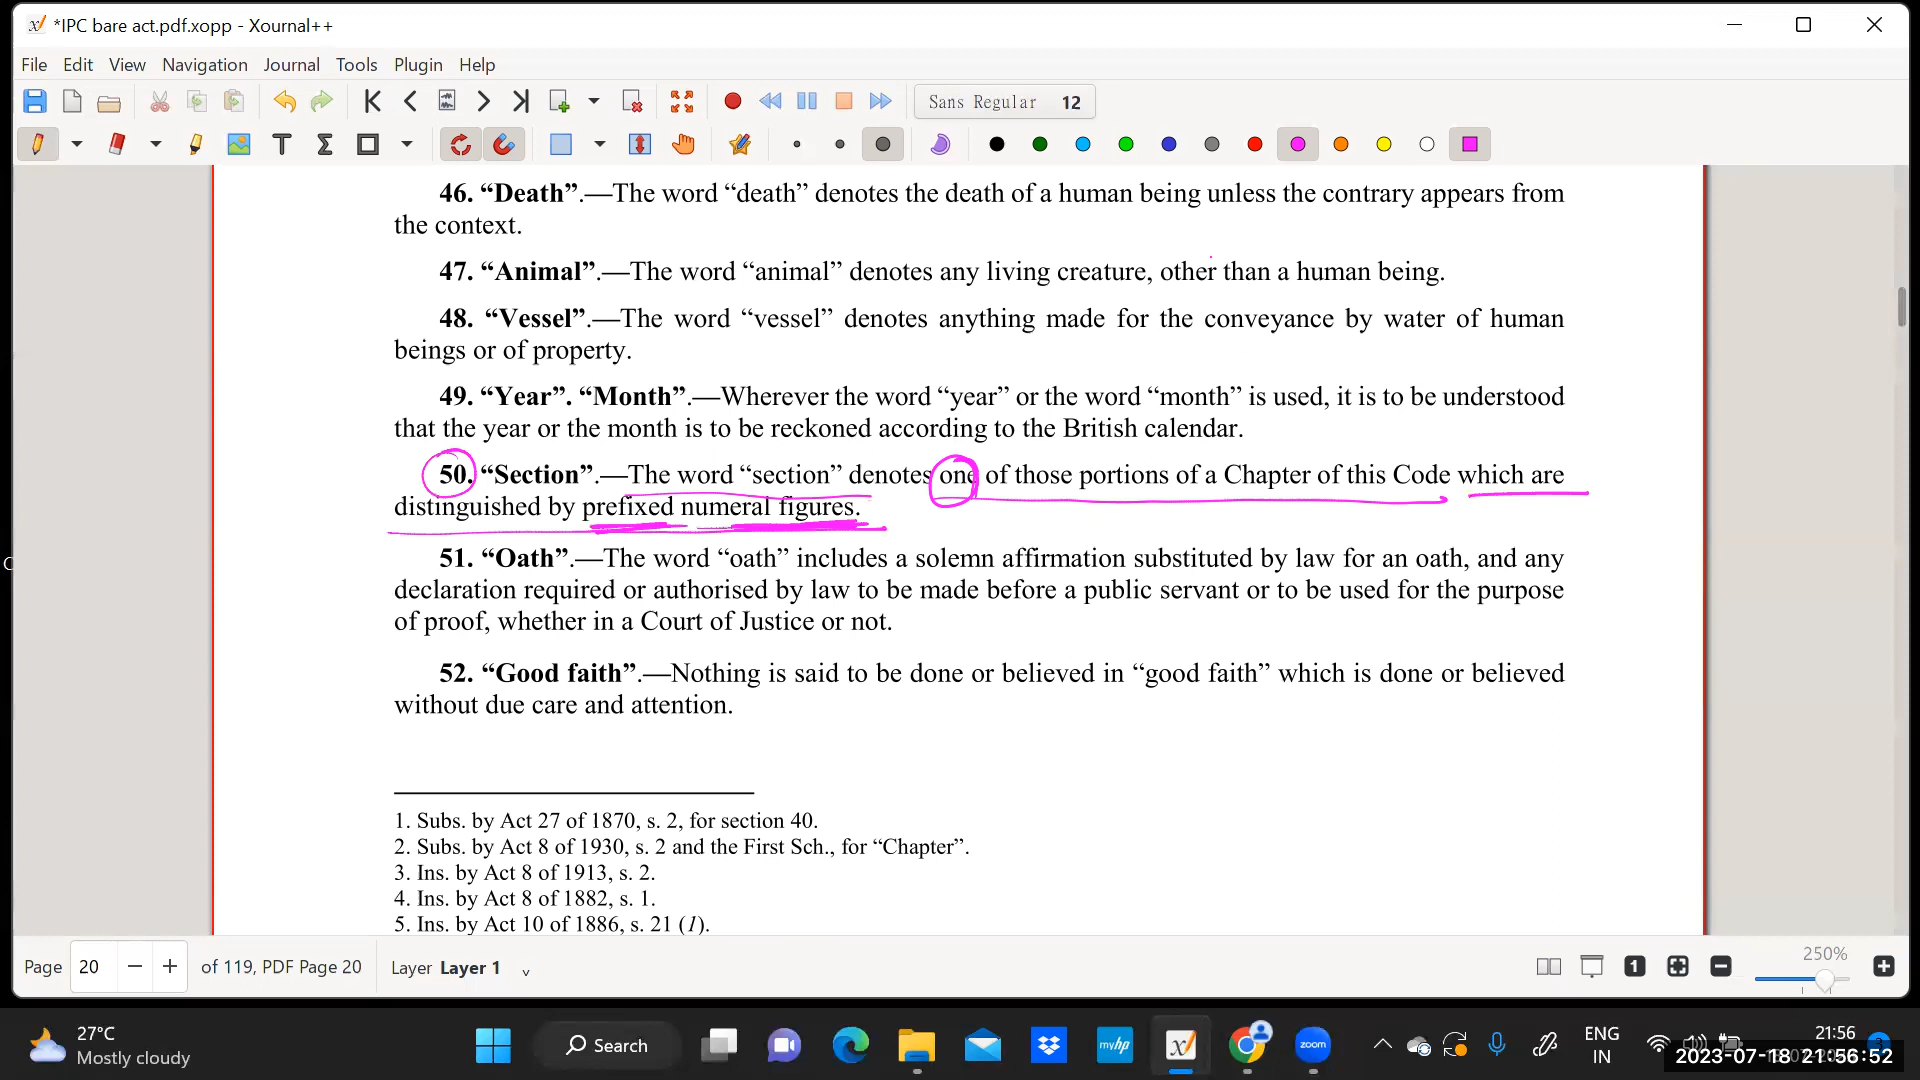 *IPC bare act.pdf.xopp - Xournal++
File Edit View Navigation Journal Tools Plugin Help
Sans Regular 12
46. “Death”.—The word “death” denotes the death of a human being unless the contrary appears from
the context.
47. “Animal”.—The word “animal” denotes any living creature, other than a human being.
48. “Vessel”.—The word “vessel” denotes anything made for the conveyance by water of human
beings or of property.
49. “Year”. “Month”.—Wherever the word “year” or the word “month” is used, it is to be understood
that the year or the month is to be reckoned according to the British calendar.
50. “Section”.—The word “section” denotes one of those portions of a Chapter of this Code which are
distinguished by prefixed numeral figures.
51. “Oath”.—The word “oath” includes a solemn affirmation substituted by law for an oath, and any
declaration required or authorised by law to be made before a public servant or to be used for the purpose
of proof, whether in a Court of Justice or not.
52. “Good faith”.—Nothing is said to be done or believed in “good faith” which is done or believed
without due care and attention.
1. Subs. by Act 27 of 1870, s. 2, for section 40.
2. Subs. by Act 8 of 1930, s. 2 and the First Sch., for “Chapter”.
3. Ins. by Act 8 of 1913, s. 2.
4. Ins. by Act 8 of 1882, s. 1.
5. Ins. by Act 10 of 1886, s. 21 (1).
Page 20 of 119, PDF Page 20 Layer Layer 1
250%
27°C
Mostly cloudy
Search
myhp
zoom
ENG
IN
21:56
2023-07-18 21:56:52